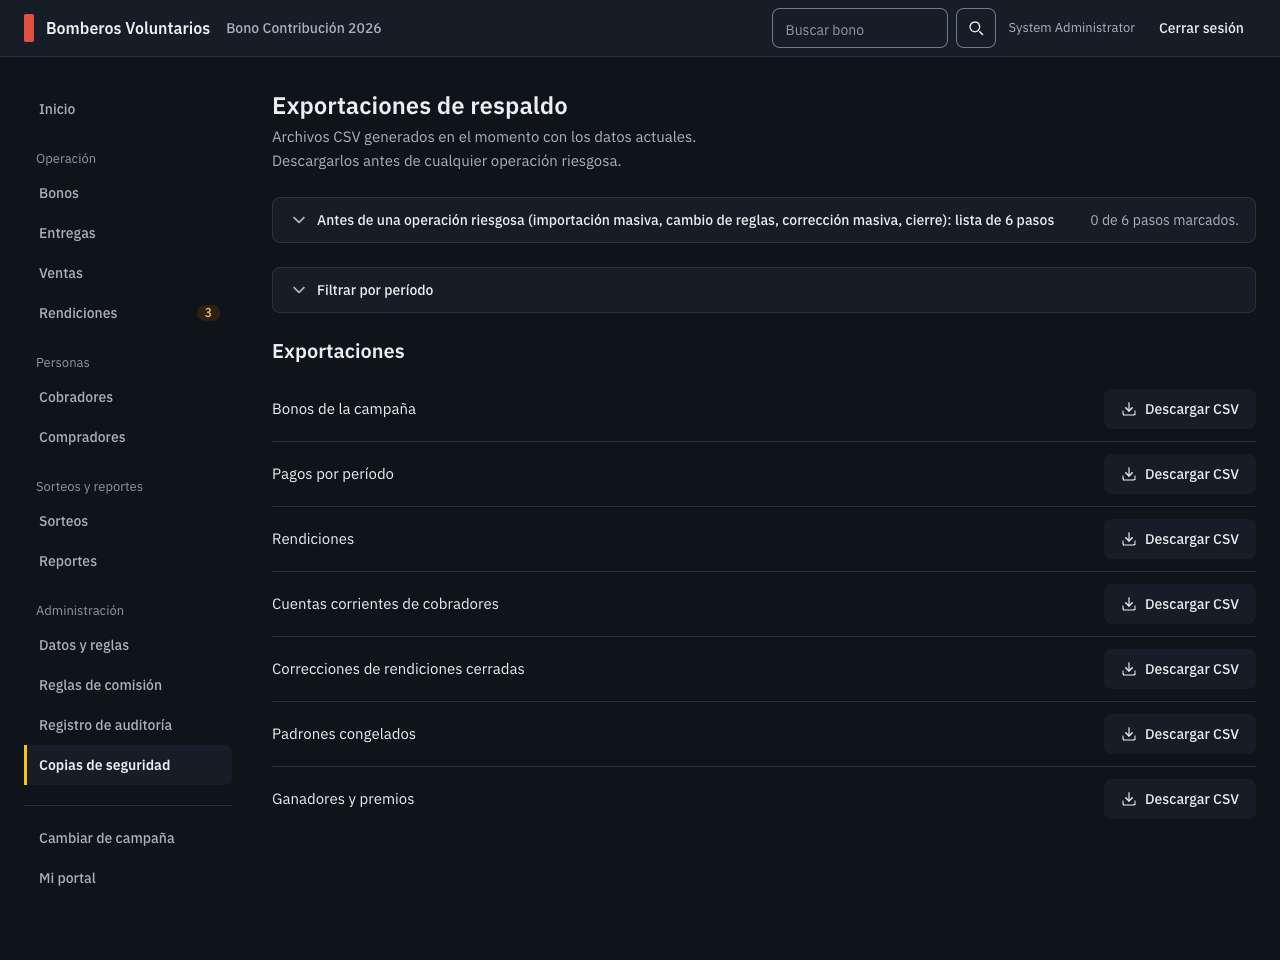 Bomberos Voluntarios
Bono Contribución 2026
Buscar bono
System Administrator
Cerrar sesión
Inicio
Operación
Bonos
Entregas
Ventas
Rendiciones
3
Personas
Cobradores
Compradores
Sorteos y reportes
Sorteos
Reportes
Administración
Datos y reglas
Reglas de comisión
Registro de auditoría
Copias de seguridad
Cambiar de campaña
Mi portal
Exportaciones de respaldo
Archivos CSV generados en el momento con los datos actuales.
Descargarlos antes de cualquier operación riesgosa.
Antes de una operación riesgosa (importación masiva, cambio de reglas, corrección masiva, cierre): lista de 6 pasos
0 de 6 pasos marcados.
Filtrar por período
Exportaciones
Bonos de la campaña
Descargar CSV
Pagos por período
Descargar CSV
Rendiciones
Descargar CSV
Cuentas corrientes de cobradores
Descargar CSV
Correcciones de rendiciones cerradas
Descargar CSV
Padrones congelados
Descargar CSV
Ganadores y premios
Descargar CSV